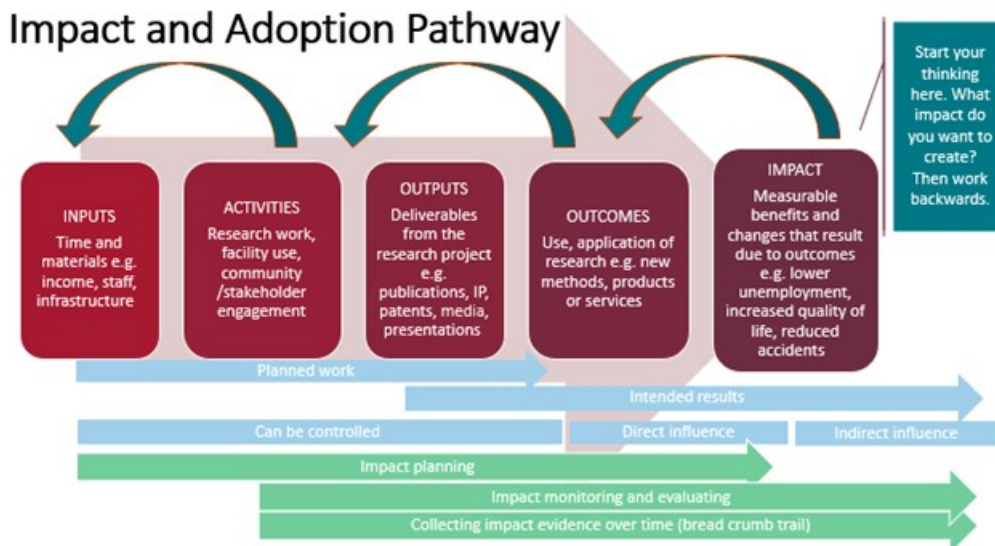 Impact and Adoption Pathway
Start your
thinking
here. What
impact do
you want to
create?
Then work
backwards.
INPUTS
Time and
materials e.g.
income, staff,
infrastructure
ACTIVITIES
Research work,
facility use,
community
/stakeholder
engagement
OUTPUTS
Deliverables
from the
research project
e.g.
publications, IP,
patents, media,
presentations
OUTCOMES
Use, application of
research e.g. new
methods, products
or services
IMPACT
Measurable
benefits and
changes that result
due to outcomes
e.g. lower
unemployment,
increased quality of
life, reduced
accidents
Planned work
Intended results
Can be controlled
Direct influence
Indirect influence
Impact planning
Impact monitoring and evaluating
Collecting impact evidence over time (bread crumb trail)